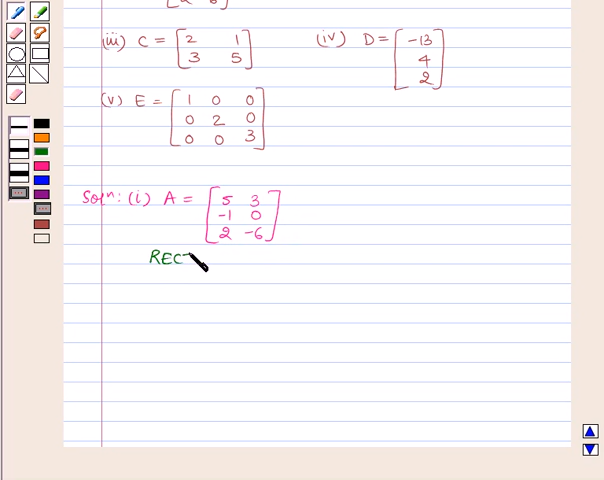 (iii) C = [ 2 1
3 5 ]
(iv) D = [ -13
4
2 ]
(v) E = [ 1 0 0
0 2 0
0 0 3 ]
Soln: (i) A = [ 5 3
-1 0
2 -6 ]
REC